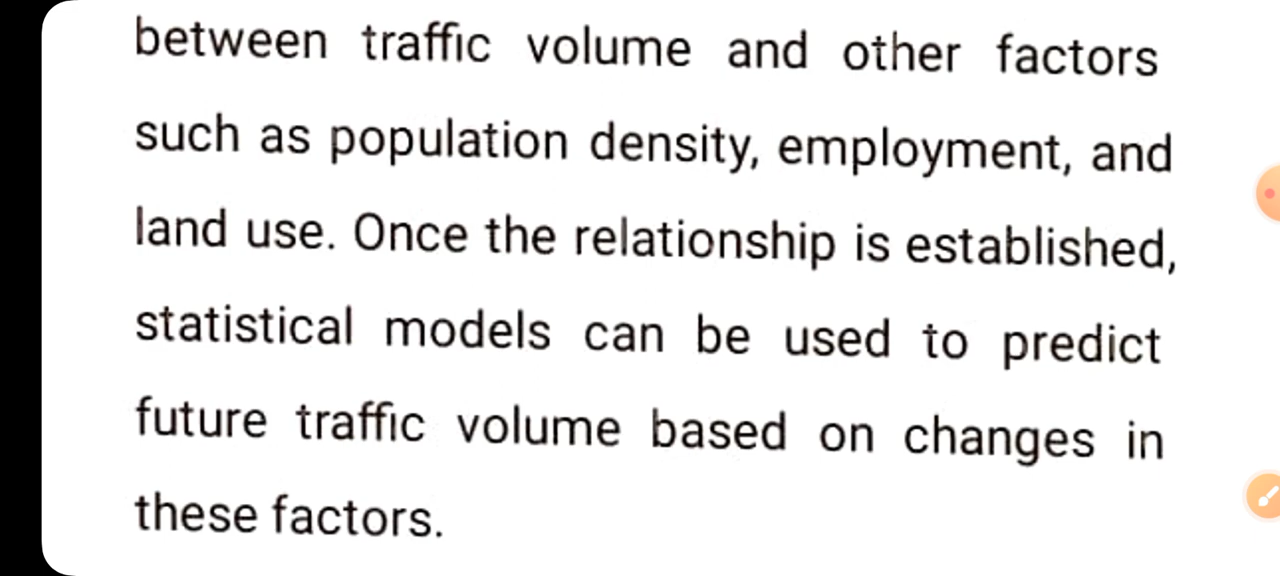 between traffic volume and other factors
such as population density, employment, and
land use. Once the relationship is established,
statistical models can be used to predict
future traffic volume based on changes in
these factors.